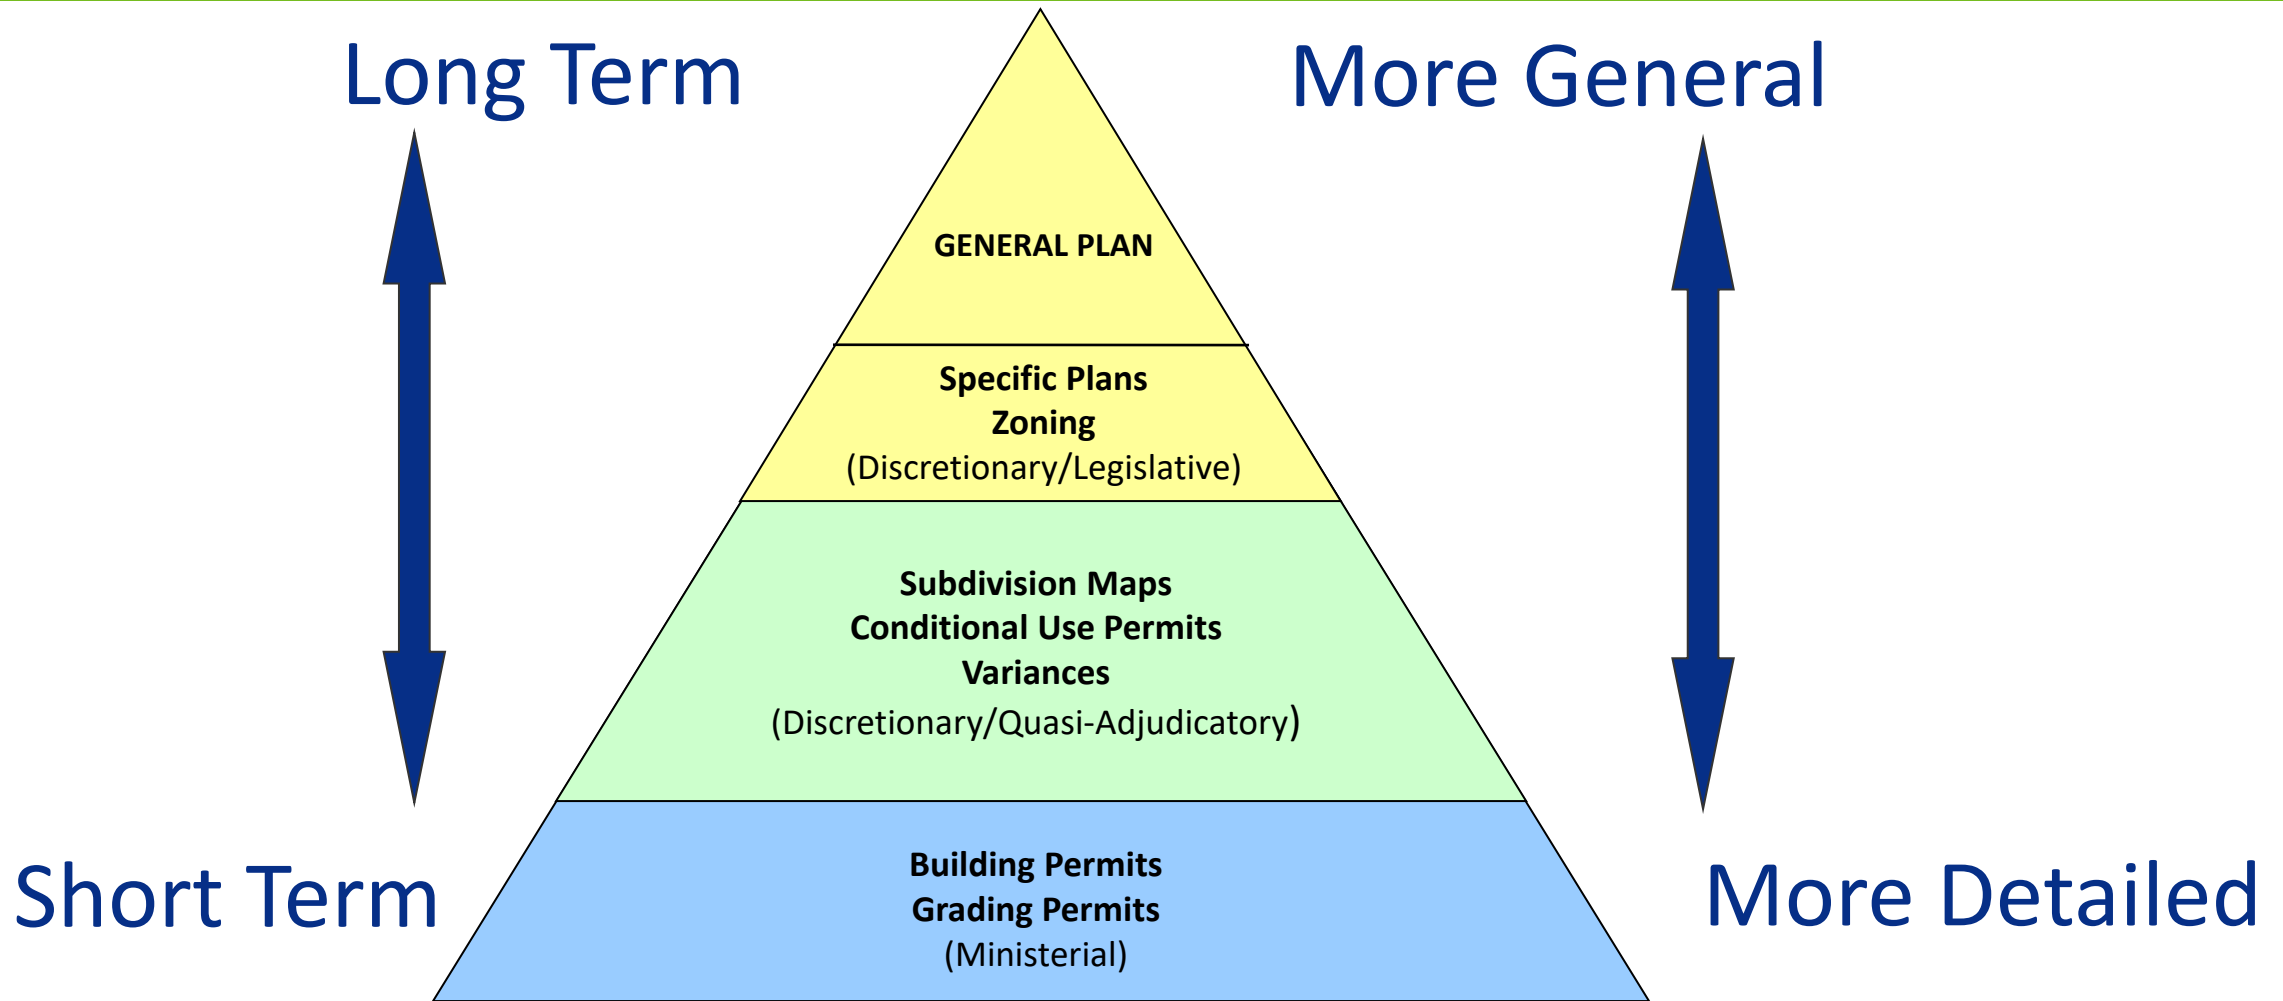 Long Term
More General
GENERAL PLAN
Specific Plans
Zoning
(Discretionary/Legislative)
Subdivision Maps
Conditional Use Permits
Variances
(Discretionary/Quasi-Adjudicatory)
Short Term
More Detailed
Building Permits
Grading Permits
(Ministerial)